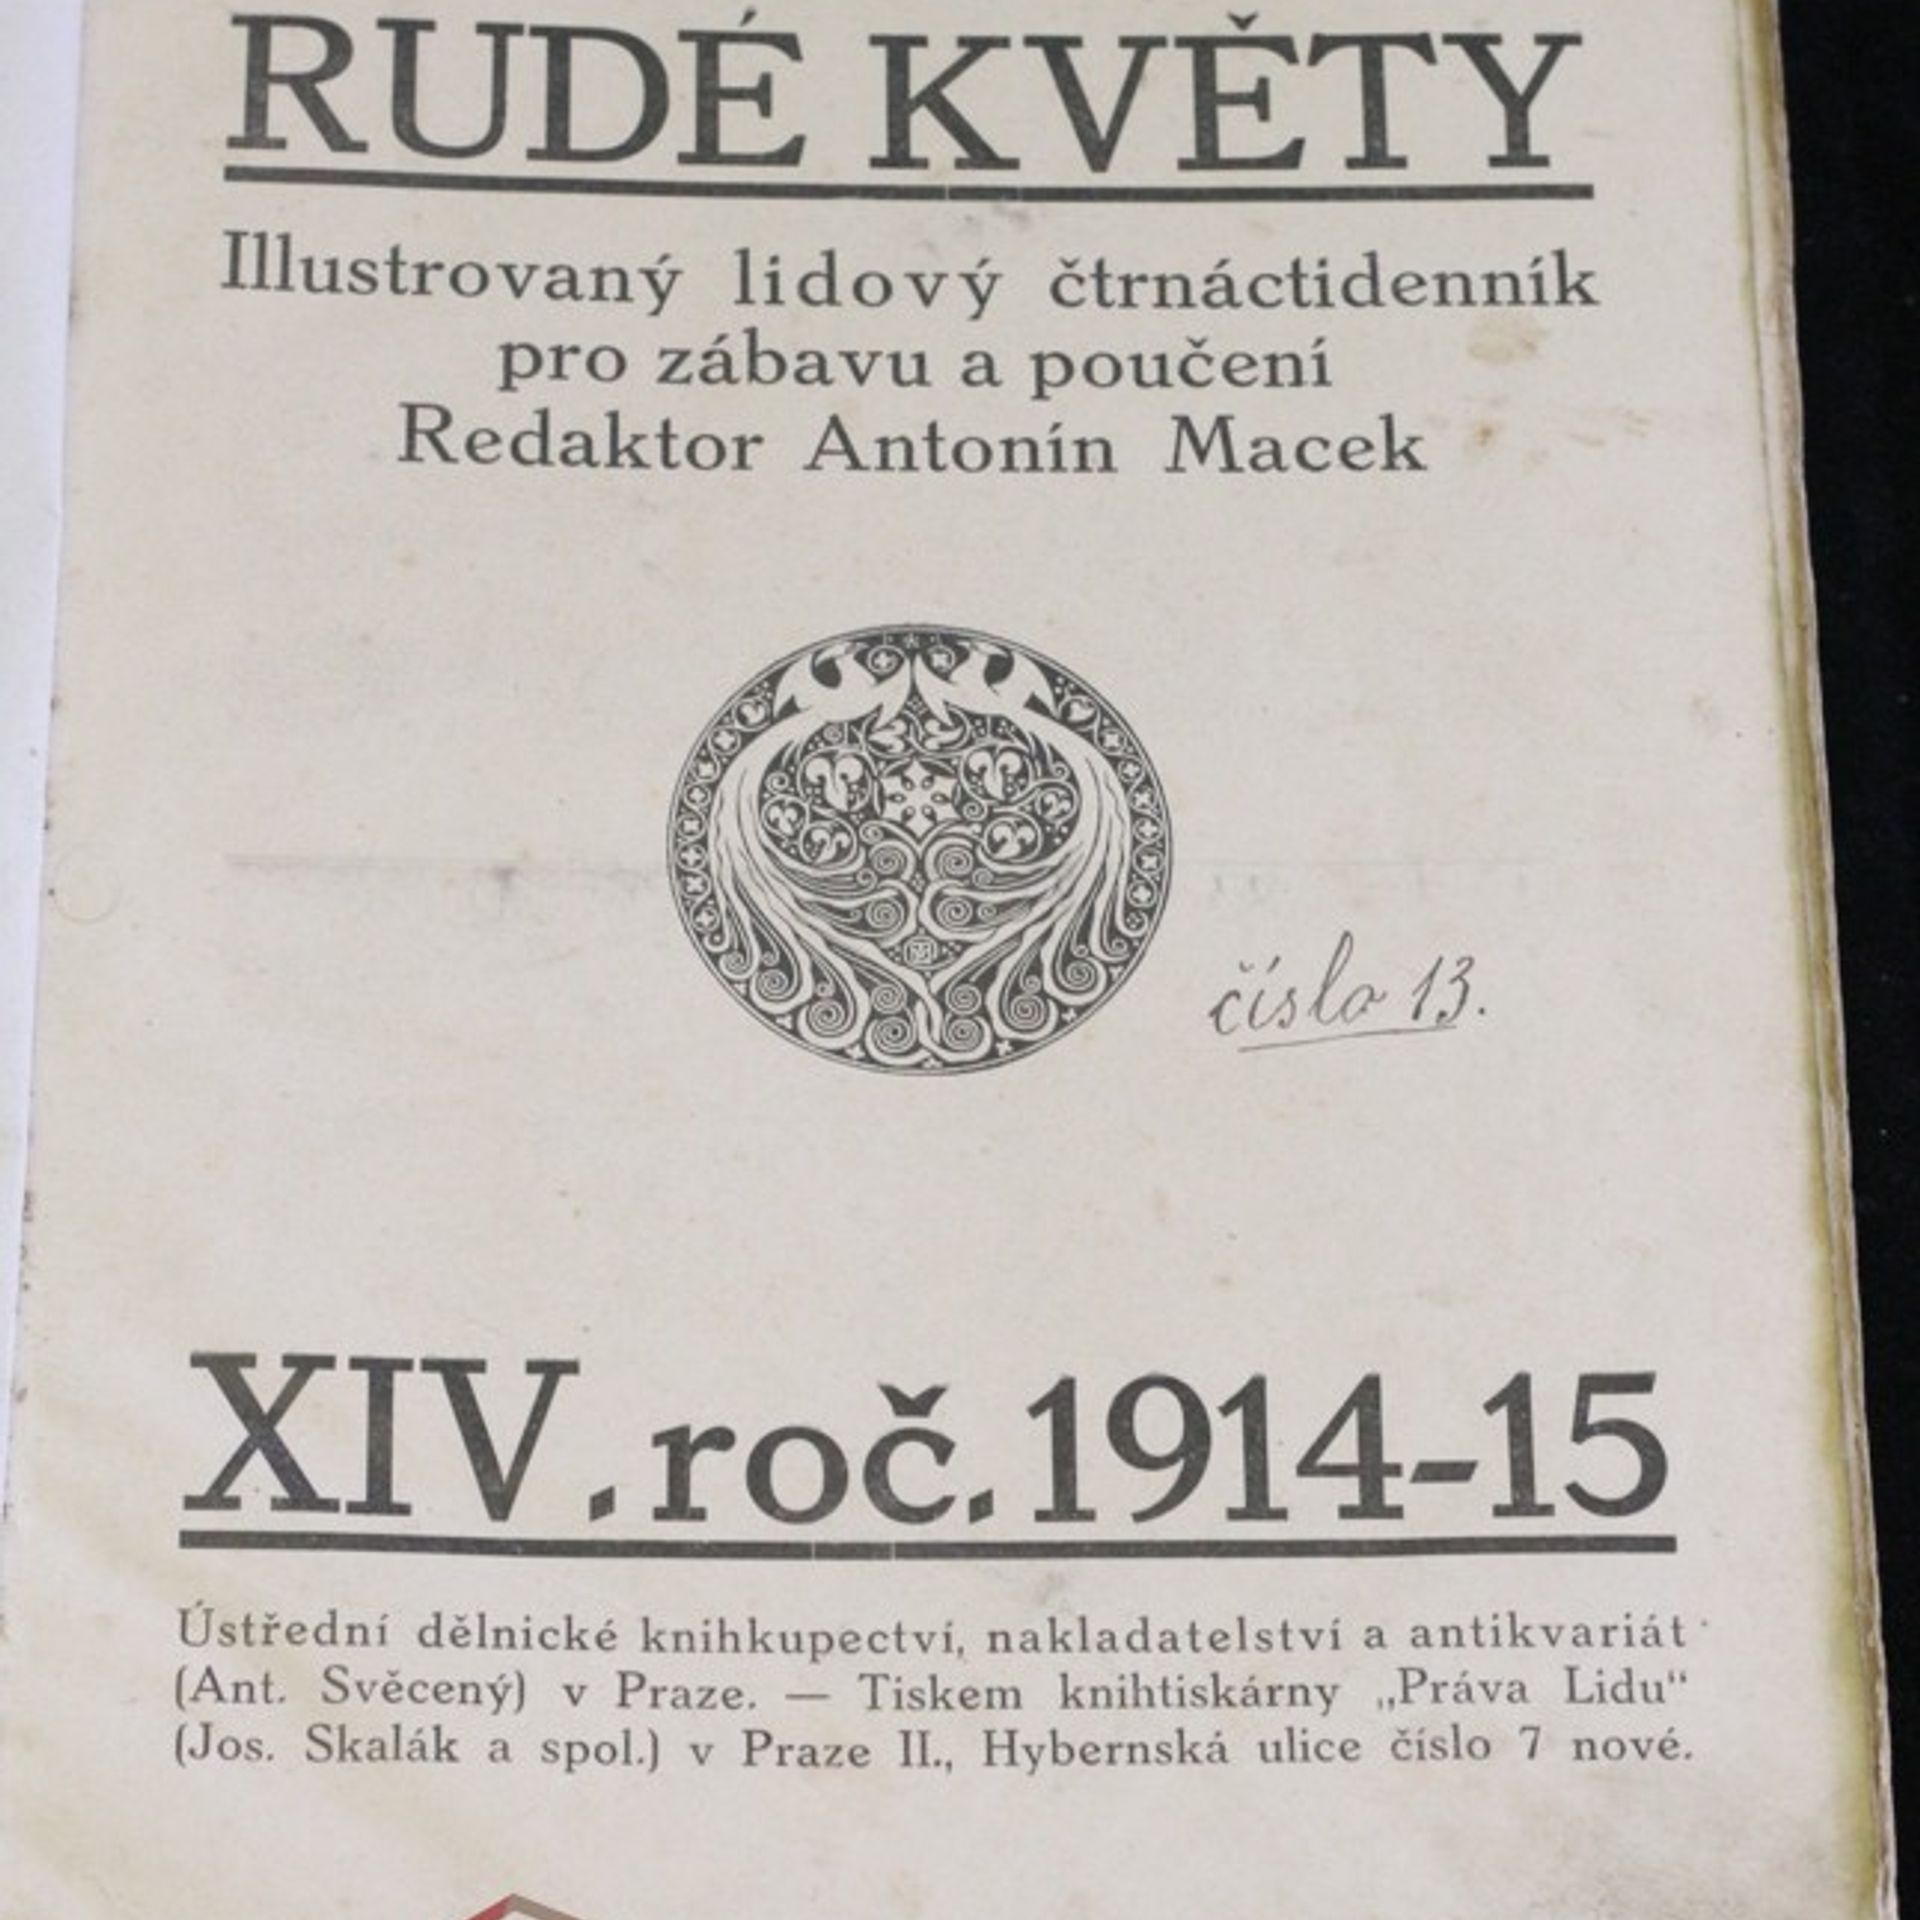 RUDÉ KVĚTY
Illustrovaný lidový čtrnáctidenník
pro zábavu a poučení
Redaktor Antonín Macek
číslo 13.
XIV. roč. 1914-15
Ústřední dělnické knihkupectví, nakladatelství a antikvariát
(Ant. Svěcený) v Praze. — Tiskem knihtiskárny „Práva Lidu“
(Jos. Skalák a spol.) v Praze II., Hybernská ulice číslo 7 nové.